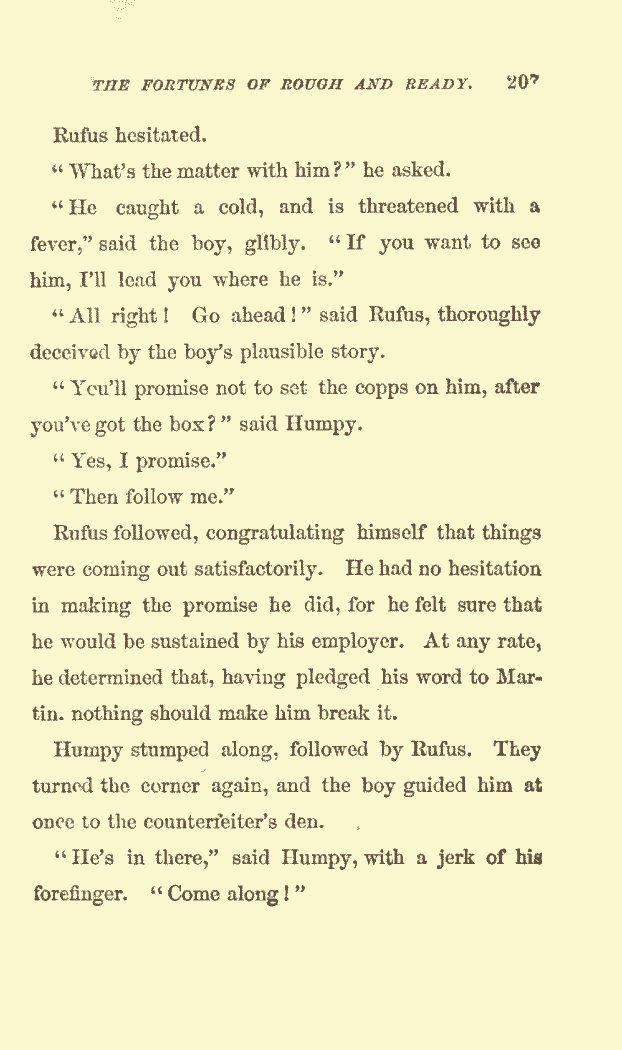 THE FORTUNES OF ROUGH AND READY. 207
Rufus hesitated.
"What's the matter with him?" he asked.
"He caught a cold, and is threatened with a
fever," said the boy, glibly. "If you want to see
him, I'll lead you where he is."
"All right! Go ahead!" said Rufus, thoroughly
deceived by the boy's plausible story.
"You'll promise not to set the copps on him, after
you've got the box?" said Humpy.
"Yes, I promise."
"Then follow me."
Rufus followed, congratulating himself that things
were coming out satisfactorily. He had no hesitation
in making the promise he did, for he felt sure that
he would be sustained by his employer. At any rate,
he determined that, having pledged his word to Mar-
tin. nothing should make him break it.
Humpy stumped along, followed by Rufus. They
turned the corner again, and the boy guided him at
once to the counterfeiter's den.
"He's in there," said Humpy, with a jerk of his
forefinger. "Come along!"